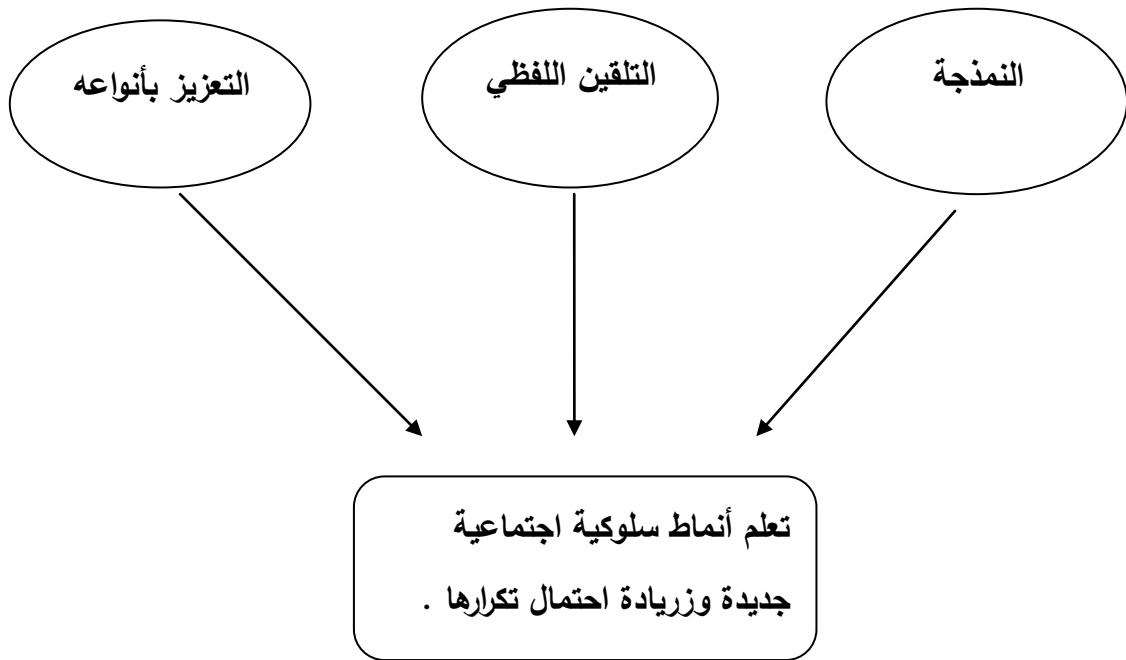 النمذجة
التلقين اللفظي
التعزيز بأنواعه
تعلم أنماط سلوكية اجتماعية
جديدة وزريادة احتمال تكرارها .